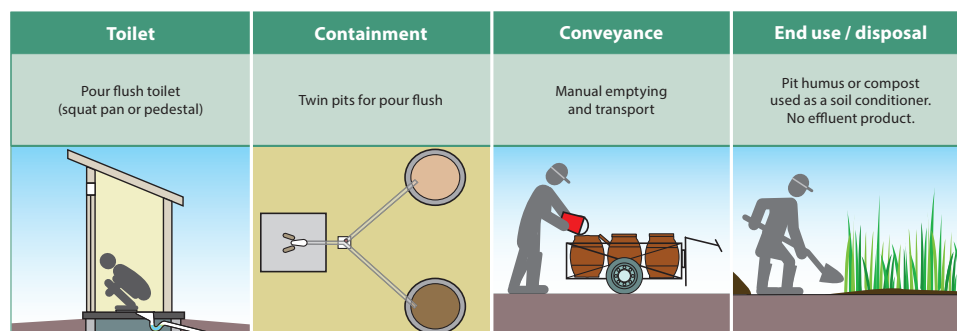 Toilet
Containment
Conveyance
End use / disposal
Pour flush toilet
(squat pan or pedestal)
Twin pits for pour flush
Manual emptying
and transport
Pit humus or compost
used as a soil conditioner.
No effluent product.